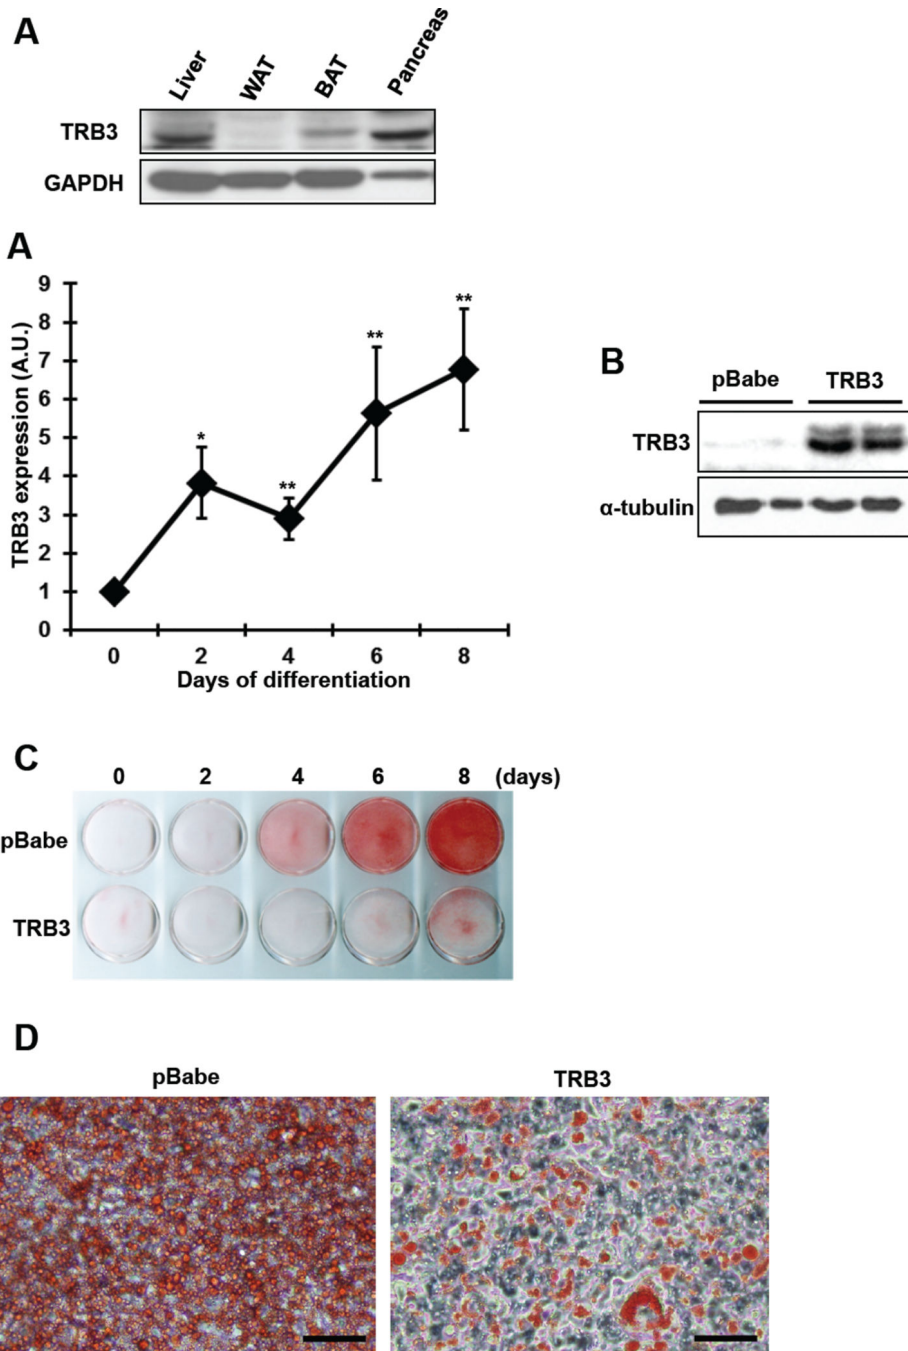 A
Liver WAT BAT Pancreas
TRB3
GAPDH
A
TRB3 expression (A.U.)
9
8
7
6
5
4
3
2
1
0
*
**
**
**
0 2 4 6 8
Days of differentiation
B
pBabe TRB3
TRB3
α-tubulin
C
0 2 4 6 8 (days)
pBabe
TRB3
D
pBabe TRB3